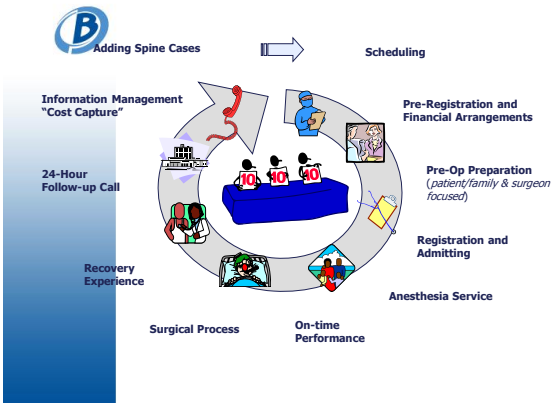 B
Adding Spine Cases
Scheduling
Pre-Registration and
Financial Arrangements
Pre-Op Preparation
(patient/family & surgeon
focused)
Registration and
Admitting
Anesthesia Service
On-time
Performance
Surgical Process
Recovery
Experience
24-Hour
Follow-up Call
Information Management
“Cost Capture”
10
10
10